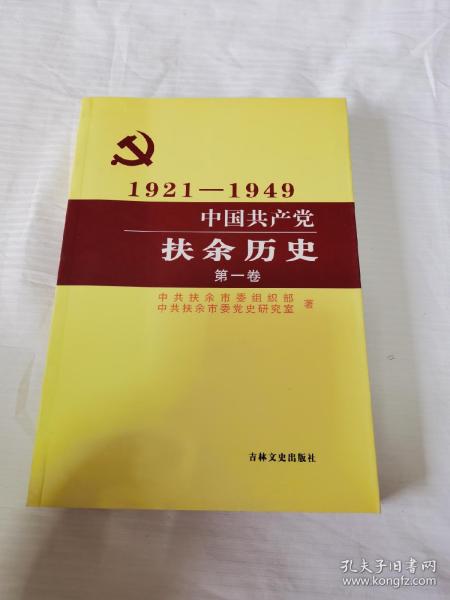 1921—1949
中国共产党
扶余历史
第一卷
中共扶余市委组织部
中共扶余市委党史研究室 著
吉林文史出版社
孔夫子旧书网
www.kongfz.com